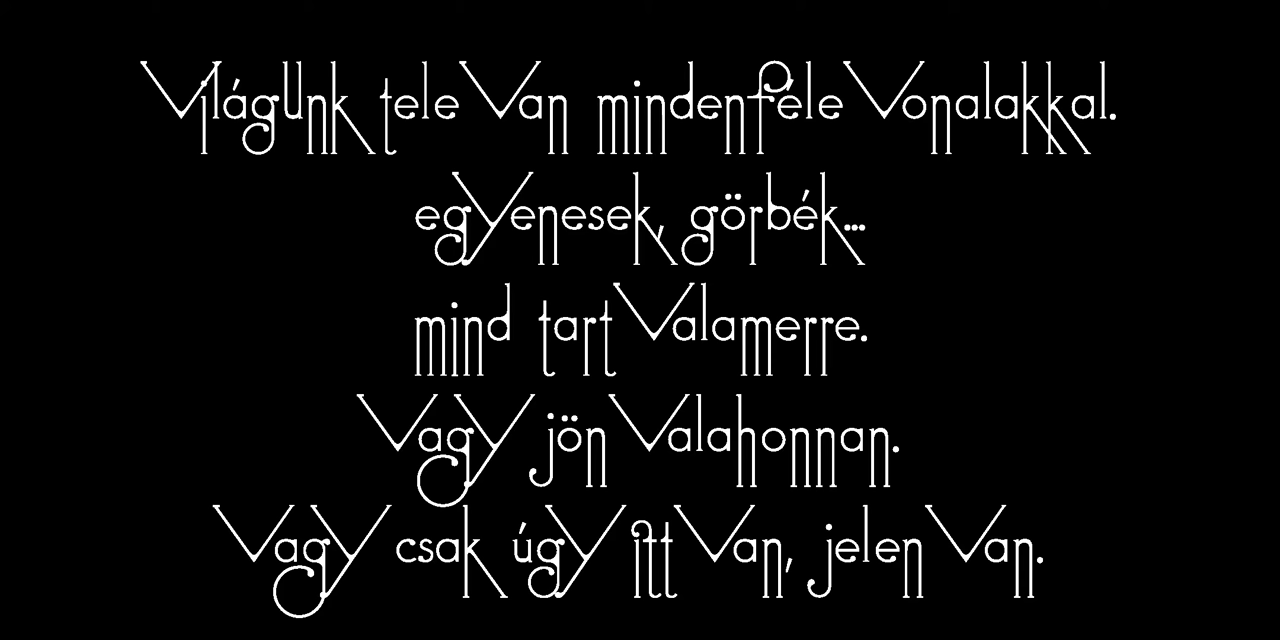 Világunk tele van mindenféle vonalakkal.
egyenesek, görbék...
mind tart valamerre.
vagy jön valahonnan.
vagy csak úgy itt van, jelen van.